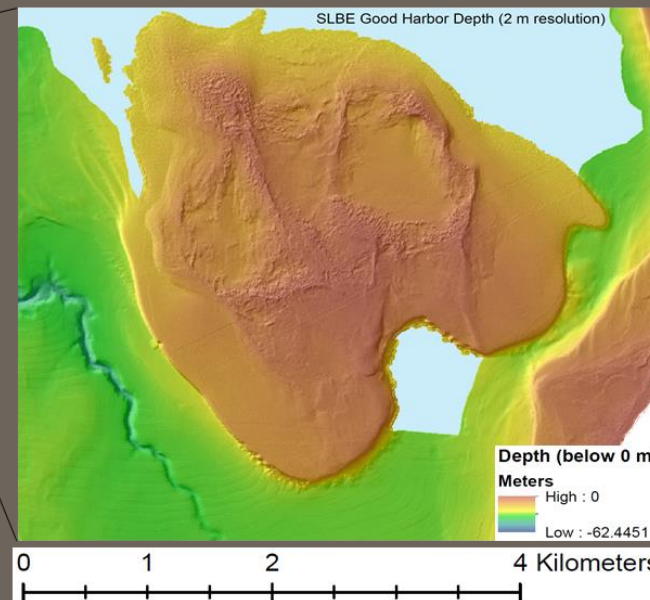 SLBE Good Harbor Depth (2 m resolution)
Depth (below 0 m
Meters
High : 0
Low : -62.4451
0 1 2 4 Kilometers